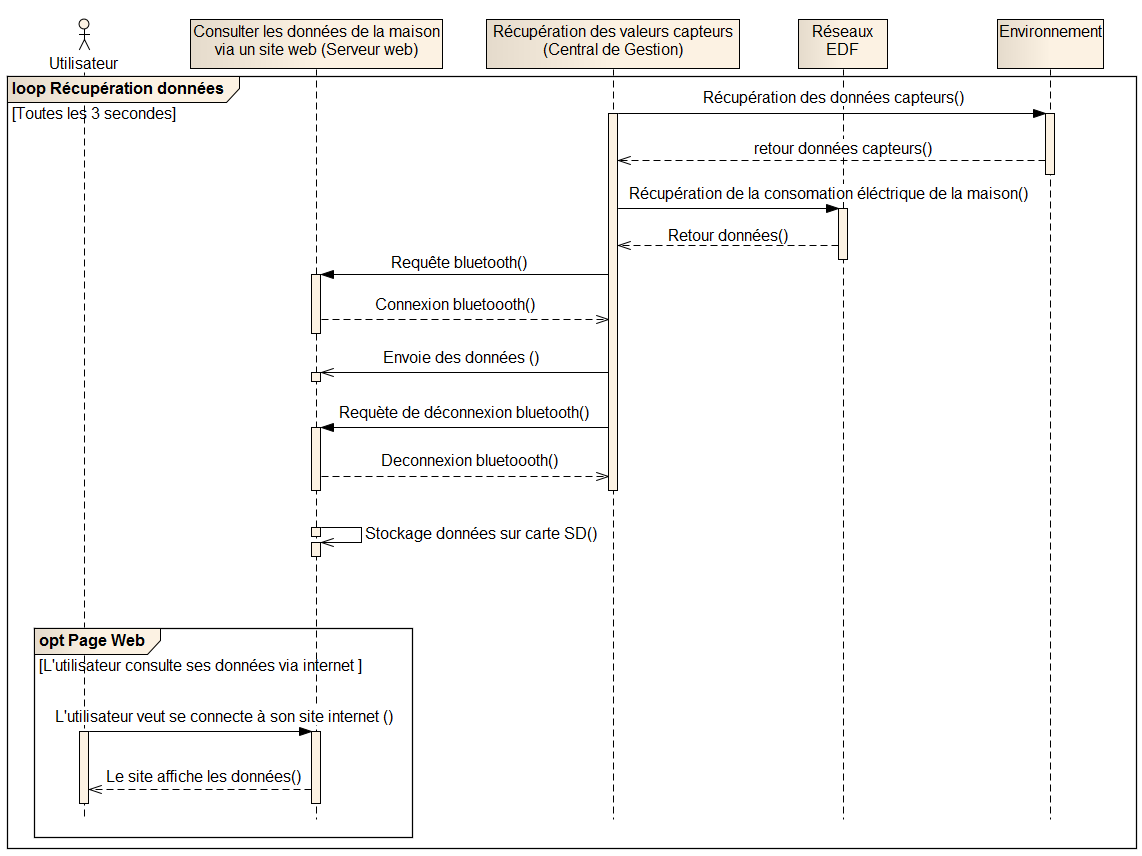 Utilisateur
Consulter les données de la maison
via un site web (Serveur web)
Récupération des valeurs capteurs
(Central de Gestion)
Réseaux
EDF
Environnement
loop Récupération données
[Toutes les 3 secondes]
Récupération des données capteurs()
retour données capteurs()
Récupération de la consomation éléctrique de la maison()
Retour données()
Requête bluetooth()
Connexion bluetoooth()
Envoie des données ()
Requète de déconnexion bluetooth()
Deconnexion bluetoooth()
Stockage données sur carte SD()
opt Page Web
[L'utilisateur consulte ses données via internet ]
L'utilisateur veut se connecte à son site internet ()
Le site affiche les données()